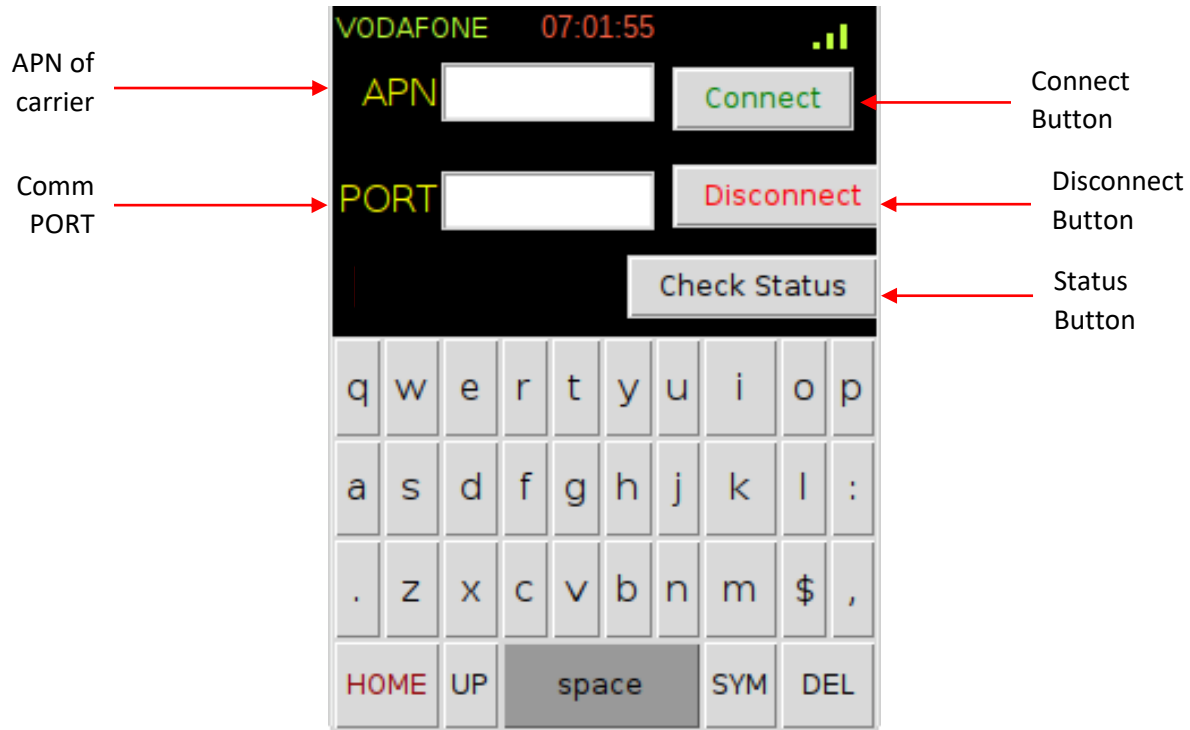 VODAFONE 07:01:55
APN of
carrier
APN
Connect
Connect
Button
Comm
PORT
PORT
Disconnect
Disconnect
Button
Check Status
Status
Button
q w e r t y u i o p
a s d f g h j k l :
. z x c v b n m $ ,
HOME UP space SYM DEL